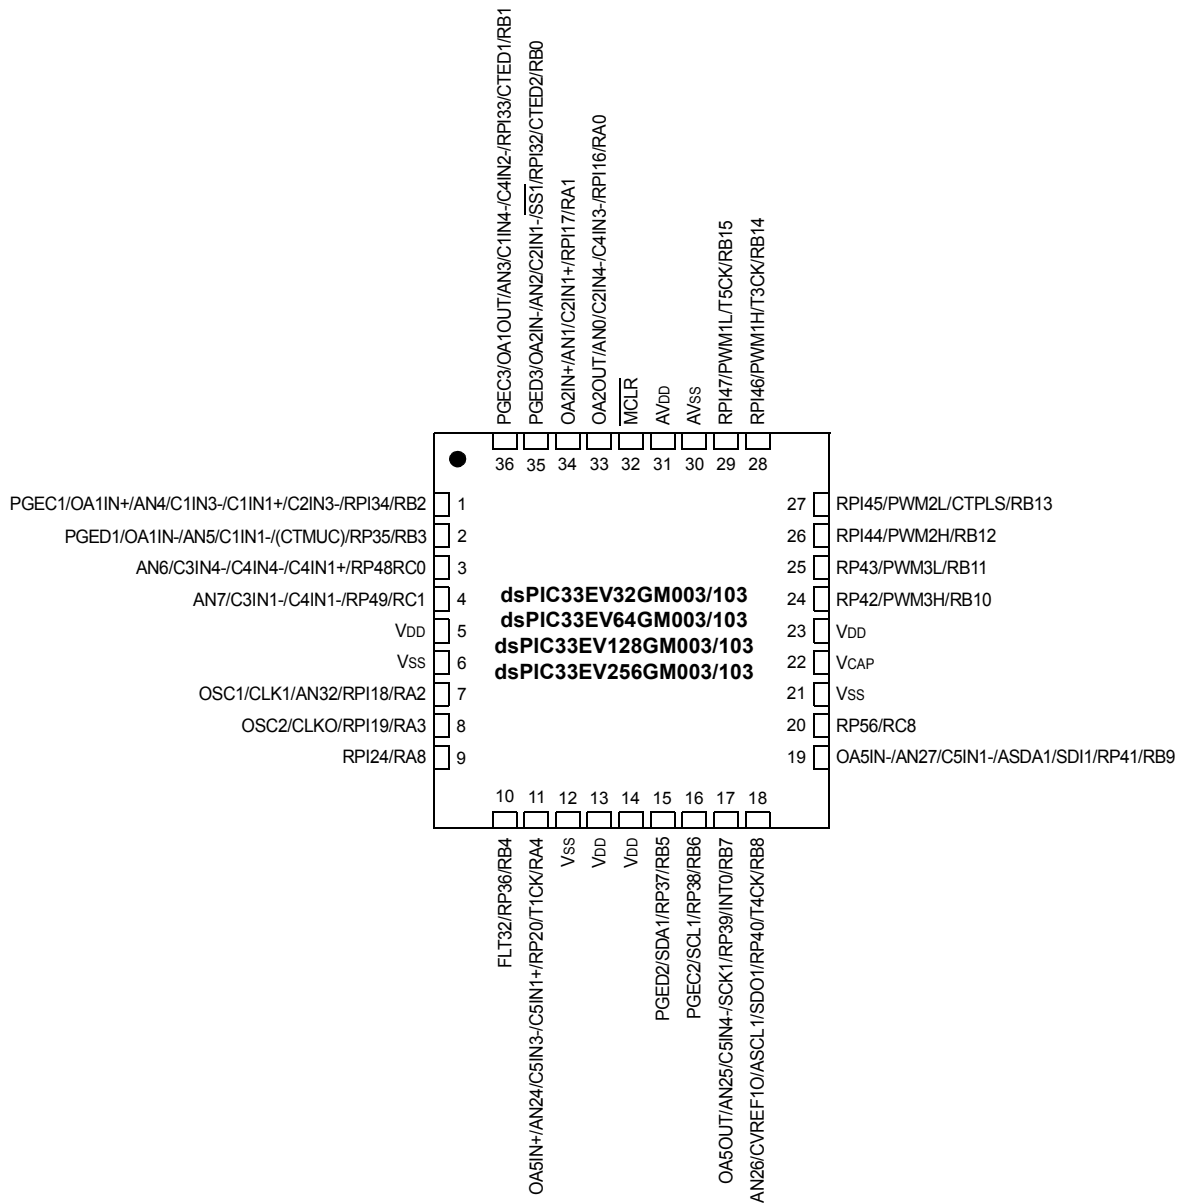 PGEC3/OA1OUT/AN3/C1IN4-/C4IN2-/RPI33/CTED1/RB1
PGED3/OA2IN-/AN2/C2IN1-/SS1/RPI32/CTED2/RB0
OA2IN+/AN1/C2IN1+/RPI17/RA1
OA2OUT/AN0/C2IN4-/C4IN3-/RPI16/RA0
MCLR
AVDD
AVSS
RPI47/PWM1L/T5CK/RB15
RPI46/PWM1H/T3CK/RB14
36 35 34 33 32 31 30 29 28
PGEC1/OA1IN+/AN4/C1IN3-/C1IN1+/C2IN3-/RPI34/RB2 1
PGED1/OA1IN-/AN5/C1IN1-/(CTMUC)/RP35/RB3 2
AN6/C3IN4-/C4IN4-/C4IN1+/RP48RC0 3
AN7/C3IN1-/C4IN1-/RP49/RC1 4
VDD 5
VSS 6
OSC1/CLK1/AN32/RPI18/RA2 7
OSC2/CLKO/RPI19/RA3 8
RPI24/RA8 9
dsPIC33EV32GM003/103
dsPIC33EV64GM003/103
dsPIC33EV128GM003/103
dsPIC33EV256GM003/103
27 RPI45/PWM2L/CTPLS/RB13
26 RPI44/PWM2H/RB12
25 RP43/PWM3L/RB11
24 RP42/PWM3H/RB10
23 VDD
22 VCAP
21 VSS
20 RP56/RC8
19 OA5IN-/AN27/C5IN1-/ASDA1/SDI1/RP41/RB9
10 11 12 13 14 15 16 17 18
FLT32/RP36/RB4
OA5IN+/AN24/C5IN3-/C5IN1+/RP20/T1CK/RA4
VSS
VDD
VDD
PGED2/SDA1/RP37/RB5
PGEC2/SCL1/RP38/RB6
OA5OUT/AN25/C5IN4-/SCK1/RP39/INT0/RB7
AN26/CVREF1O/ASCL1/SDO1/RP40/T4CK/RB8